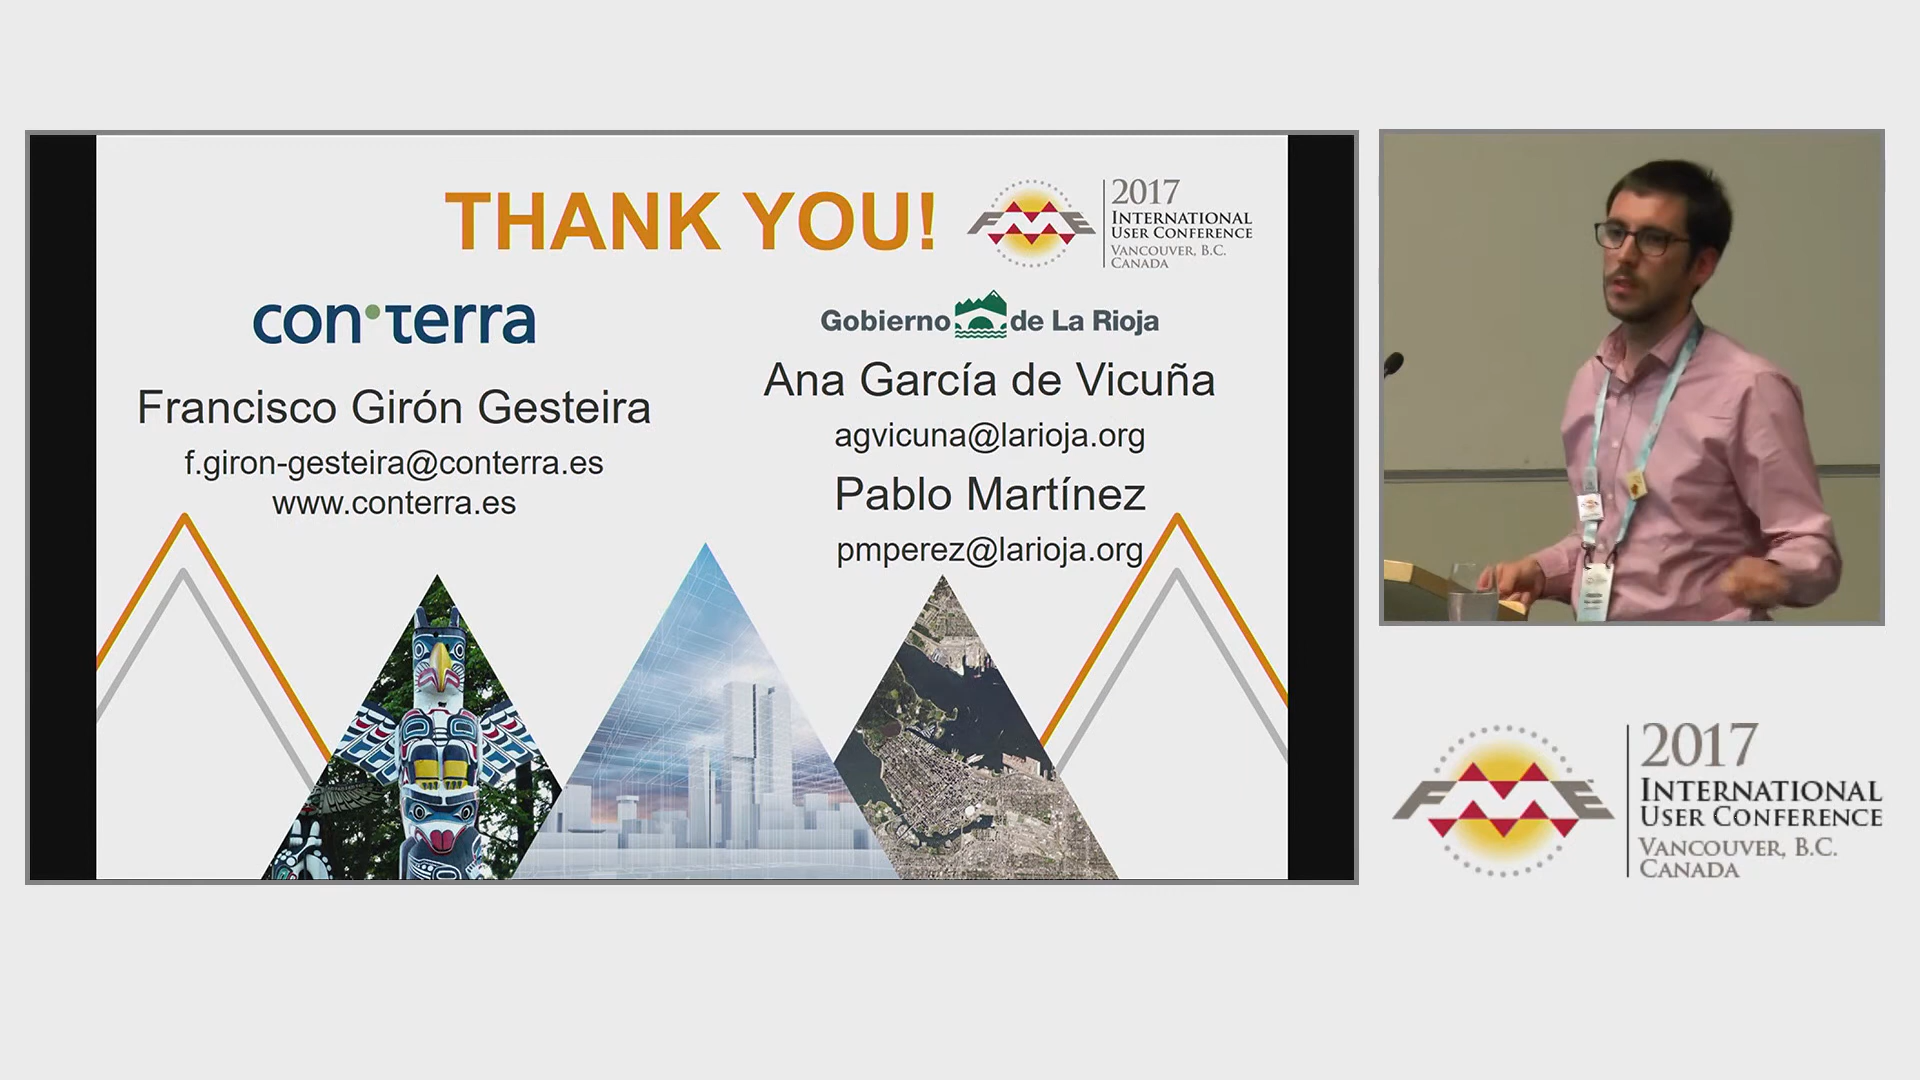 THANK YOU!
FME
2017
INTERNATIONAL
USER CONFERENCE
VANCOUVER, B.C.
CANADA
con terra
Francisco Girón Gesteira
f.giron-gesteira@conterra.es
www.conterra.es
Gobierno de La Rioja
Ana García de Vicuña
agvicuna@larioja.org
Pablo Martínez
pmperez@larioja.org
FME
2017
INTERNATIONAL
USER CONFERENCE
VANCOUVER, B.C.
CANADA